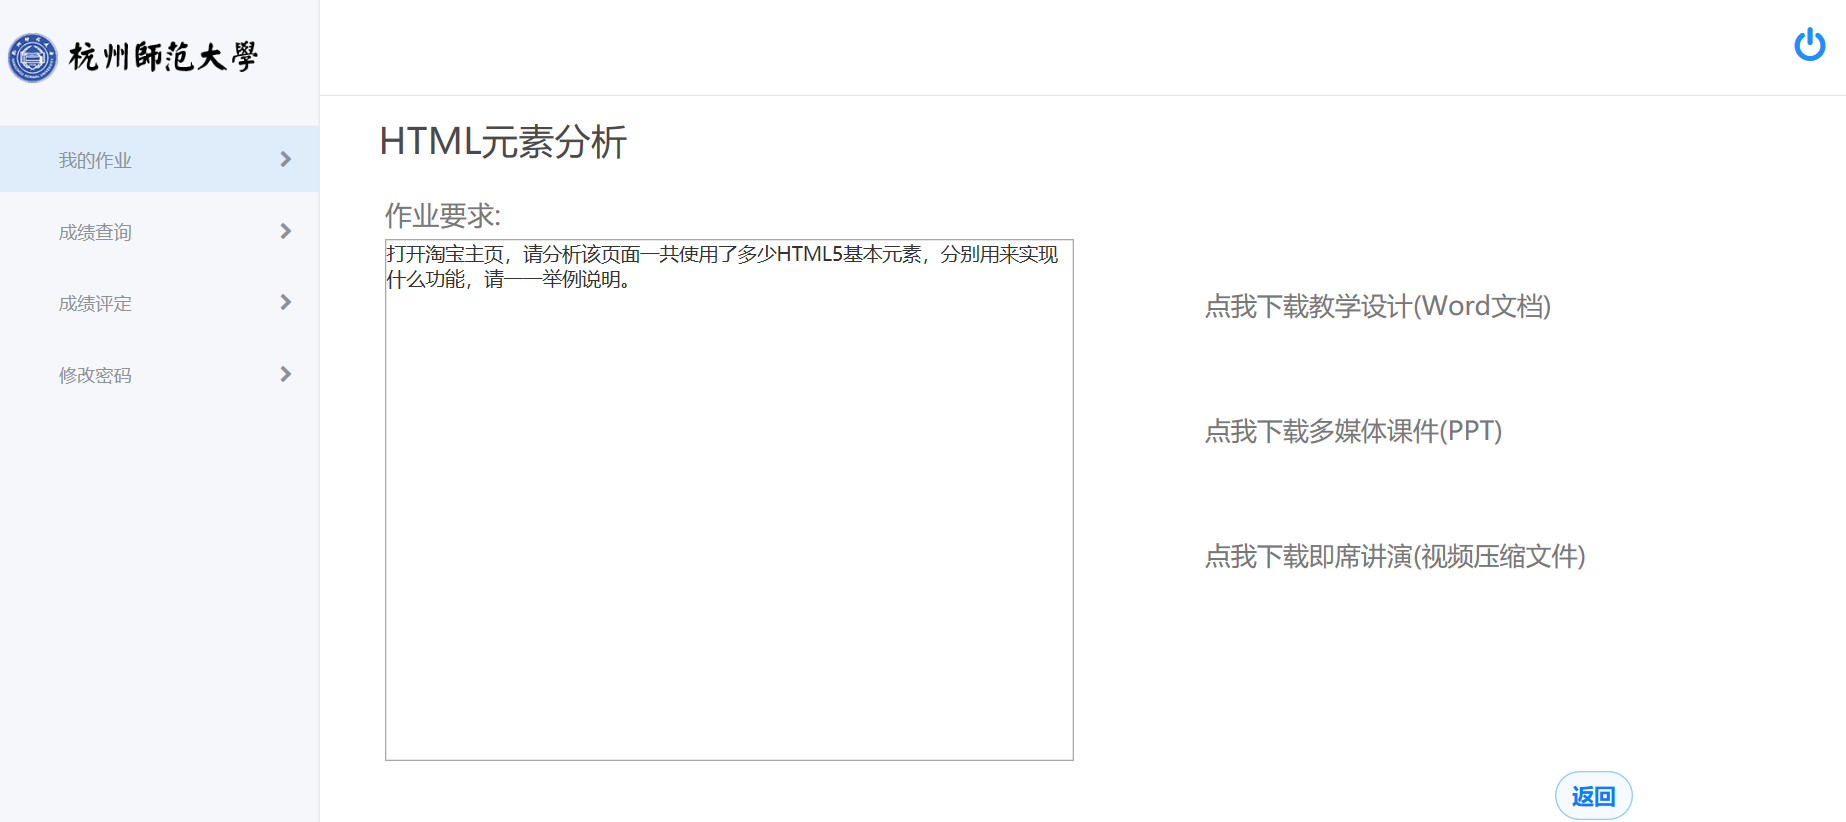 杭州師范大學
我的作业
成绩查询
成绩评定
修改密码
HTML元素分析
作业要求:
打开淘宝主页，请分析该页面一共使用了多少HTML5基本元素，分别用来实现
什么功能，请一一举例说明。
点我下载教学设计(Word文档)
点我下载多媒体课件(PPT)
点我下载即席讲演(视频压缩文件)
返回